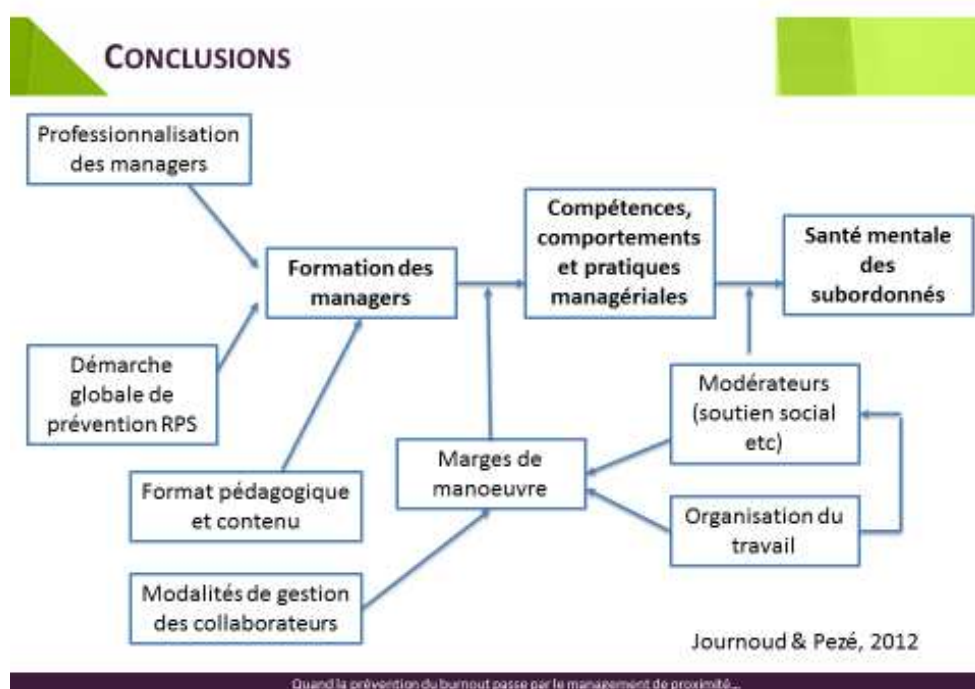 CONCLUSIONS
Professionnalisation
des managers
Formation des
managers
Compétences,
comportements
et pratiques
managériales
Santé mentale
des
subordonnés
Démarche
globale de
prévention RPS
Modérateurs
(soutien social
etc)
Marges de
manoeuvre
Format pédagogique
et contenu
Organisation du
travail
Modalités de gestion
des collaborateurs
Journoud & Pezé, 2012
Quand la prévention du burnout passe par le management de proximité...